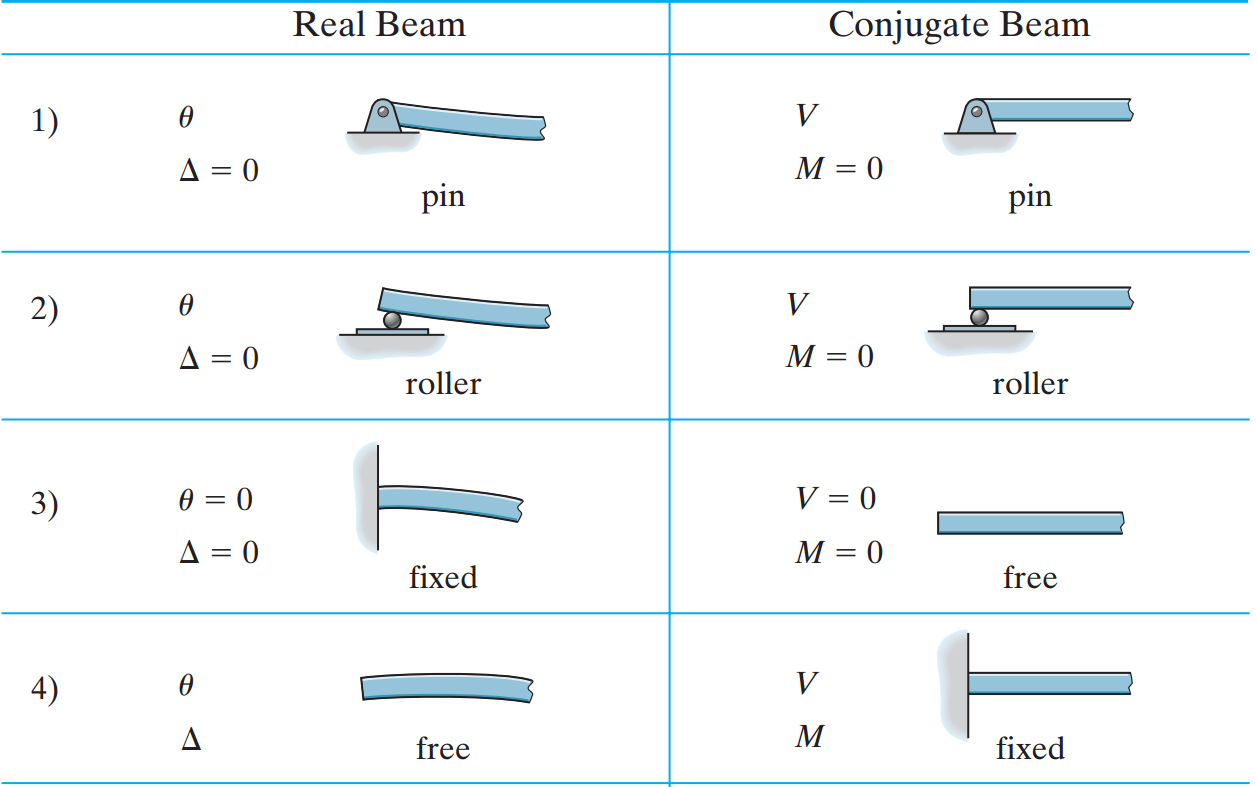 Real Beam Conjugate Beam
1) θ V
Δ = 0 M = 0
pin pin
2) θ V
Δ = 0 M = 0
roller roller
3) θ = 0 V = 0
Δ = 0 M = 0
fixed free
4) θ V
Δ M
free fixed